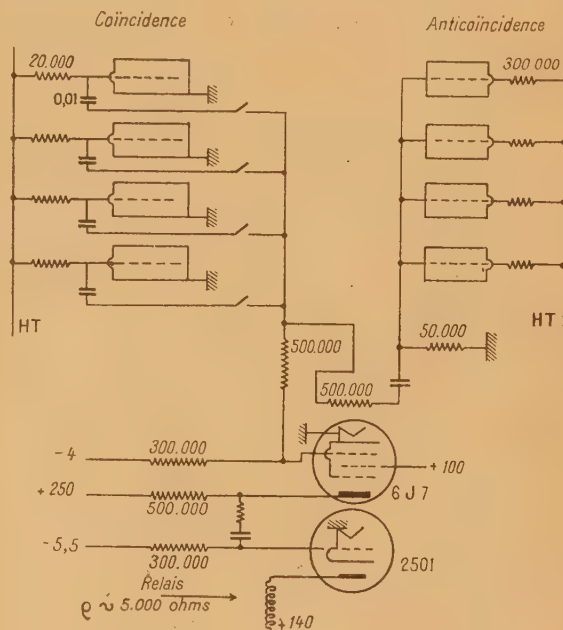 Coïncidence
Anticoïncidence
20.000
300 000
0,01
HT
HT
50.000
500.000
500.000
-4
300.000
+100
+250
6 J 7
500.000
-5,5
300.000
2501
Relais
ρ ~ 5.000 ohms
+140